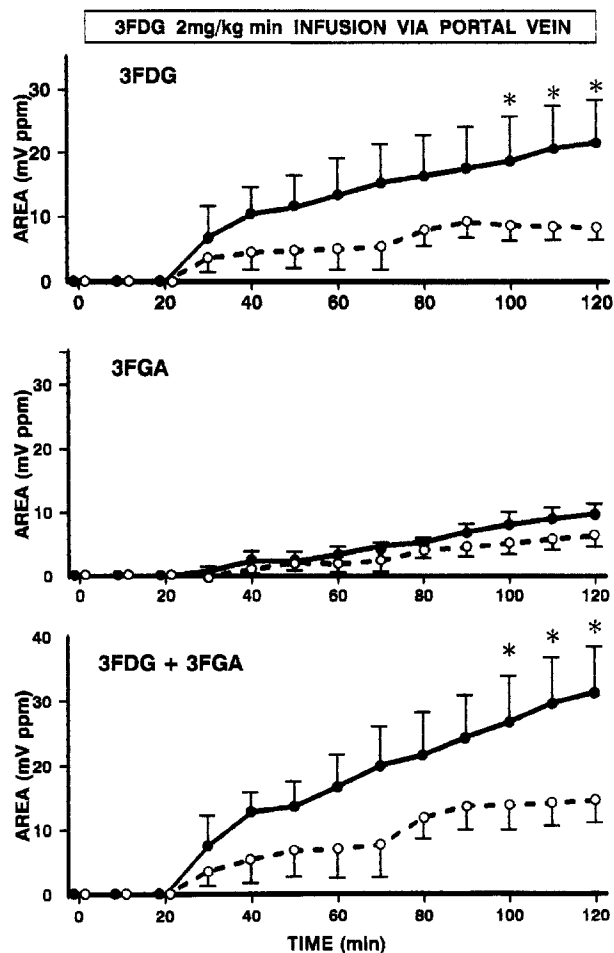 3FDG 2mg/kg min INFUSION VIA PORTAL VEIN
3FDG
* * *
AREA (mV ppm)
30
20
10
0
0 20 40 60 80 100 120
3FGA
AREA (mV ppm)
30
20
10
0
0 20 40 60 80 100 120
3FDG + 3FGA
* * *
AREA (mV ppm)
40
30
20
10
0
0 20 40 60 80 100 120
TIME (min)